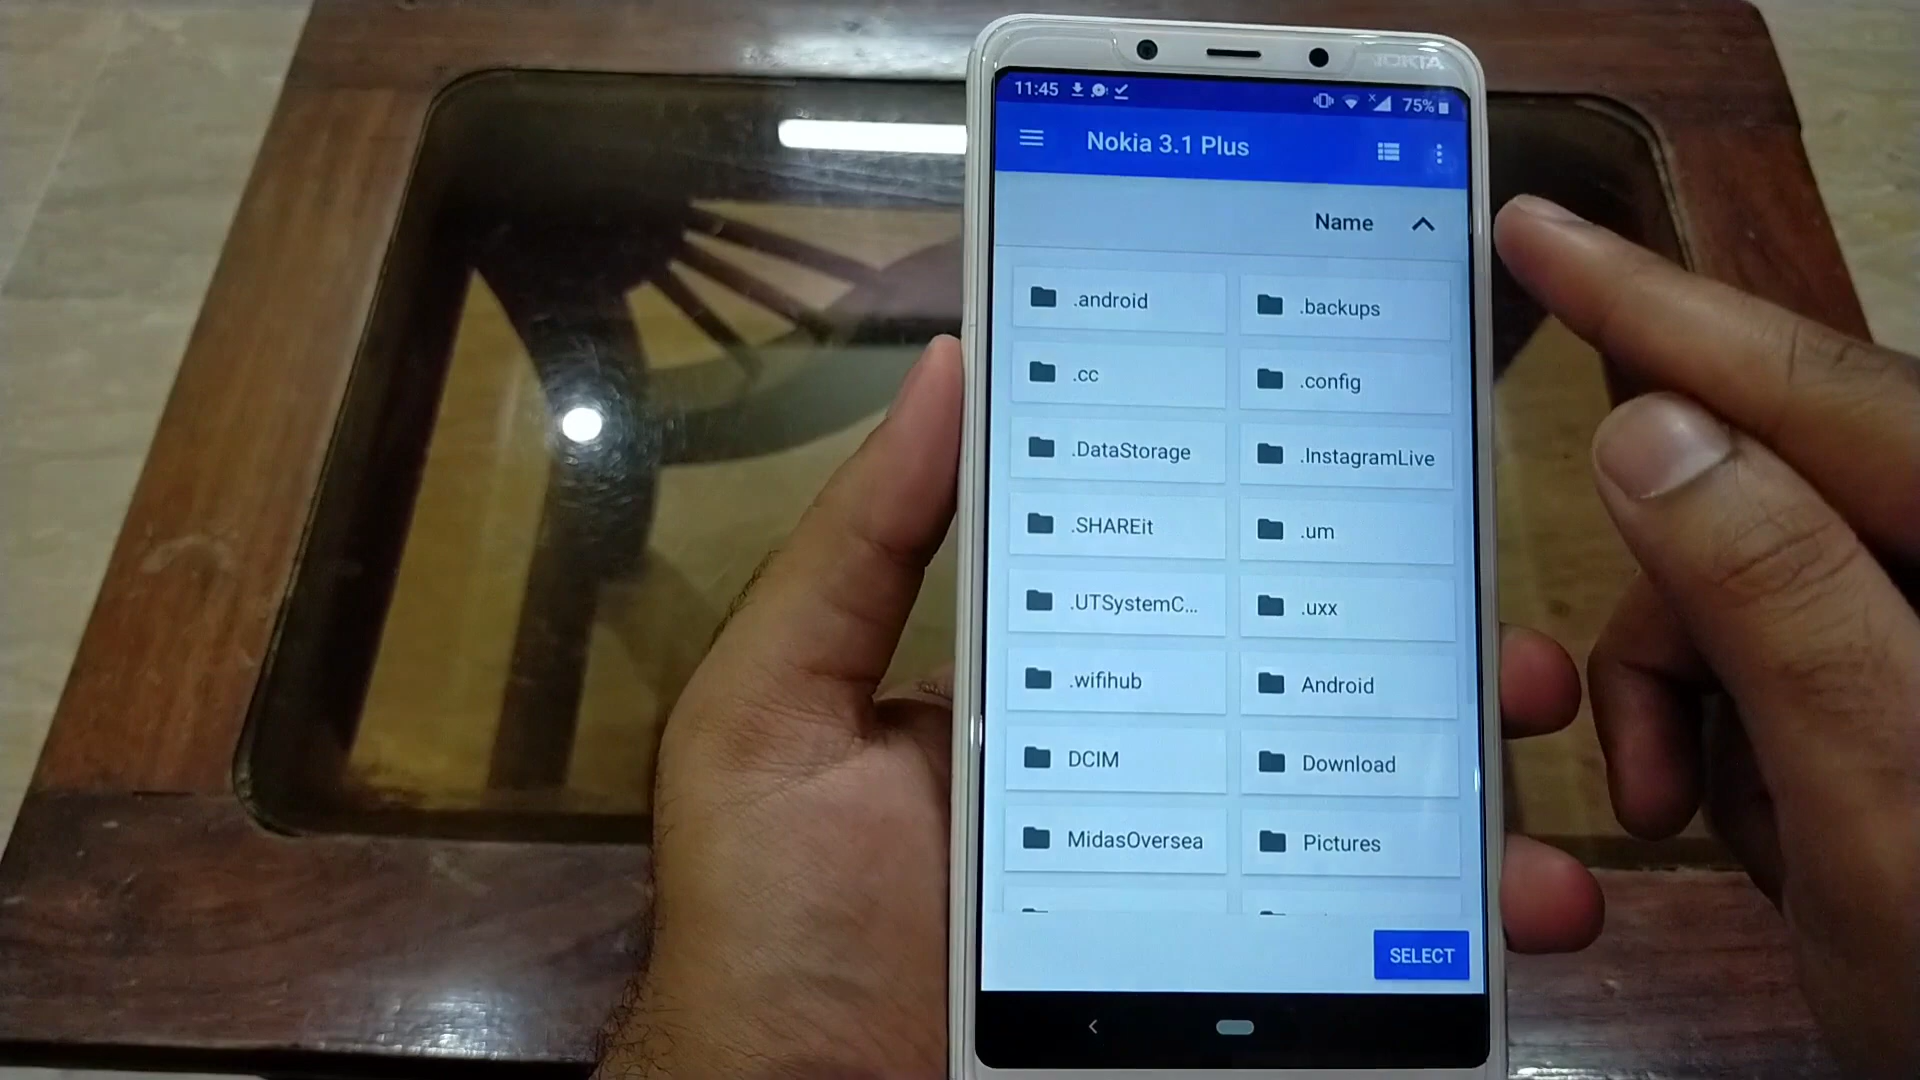 NOKIA
11:45 75%
Nokia 3.1 Plus
Name
.android .backups
.cc .config
.DataStorage .InstagramLive
.SHAREit .um
.UTSystemC... .uxx
.wifihub Android
DCIM Download
MidasOversea Pictures
SELECT